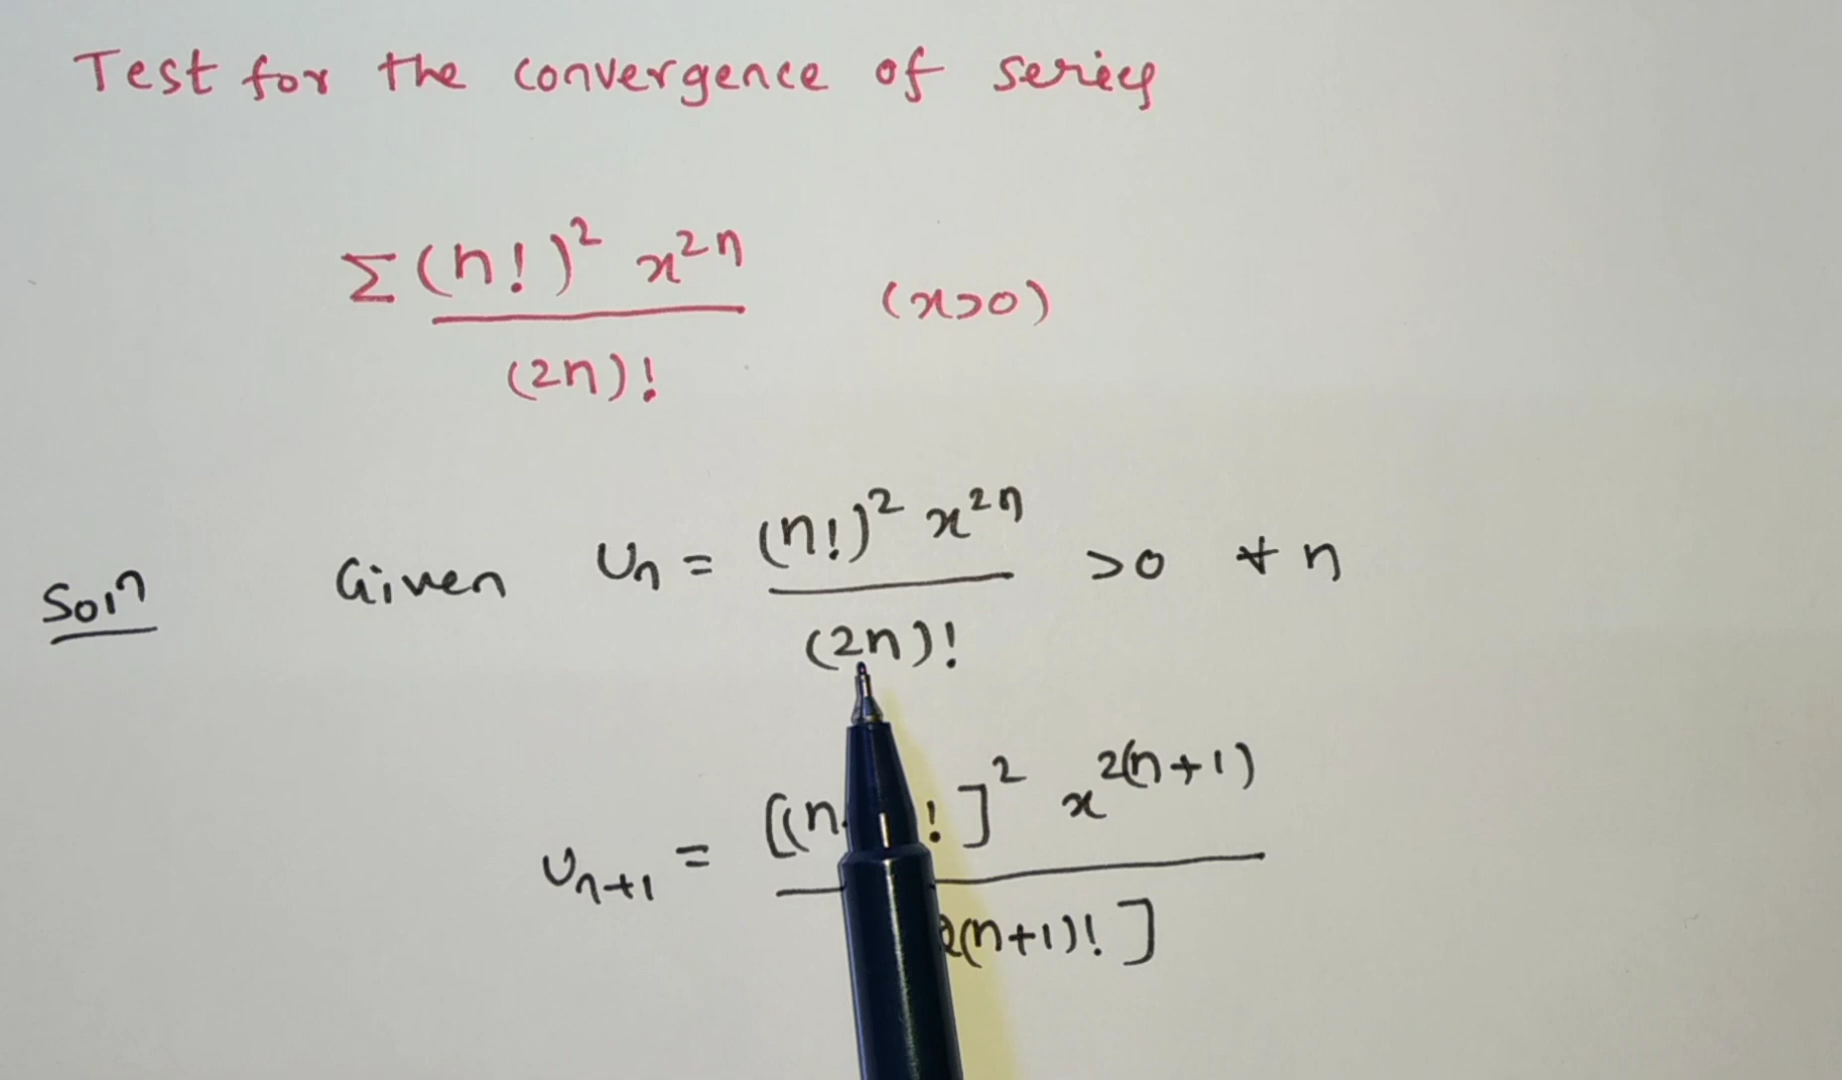 Test for the convergence of series
Σ (n!)² x²ⁿ
(x>0)
(2n)!
Soln Given Uₙ = (n!)² x²ⁿ >0 ∀ n
(2n)!
Uₙ₊₁ = [(n !]² x²⁽ⁿ⁺¹⁾
2(n+1)!]